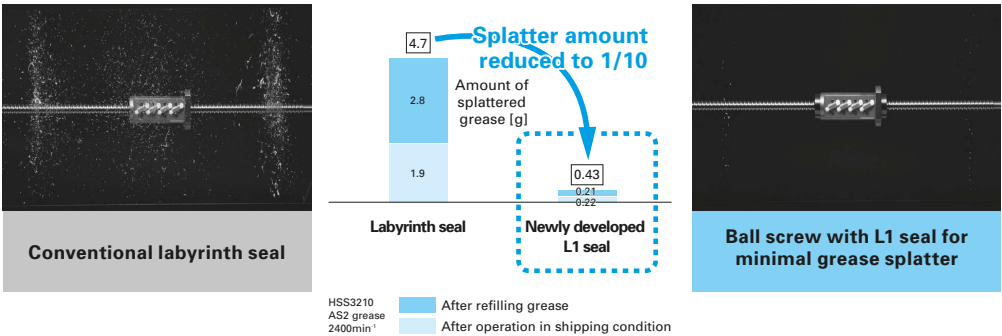 Conventional labyrinth seal
4.7
Splatter amount
reduced to 1/10
Amount of
splattered
grease [g]
2.8
1.9
0.43
0.21
0.22
Labyrinth seal
Newly developed
L1 seal
HSS3210
AS2 grease
2400min⁻¹
After refilling grease
After operation in shipping condition
Ball screw with L1 seal for
minimal grease splatter